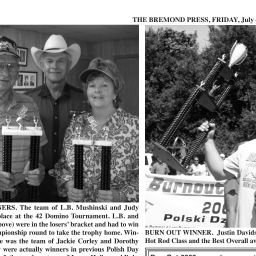 THE BREMOND PRESS, FRIDAY, July
Burnout
200
Polski D
ERS. The team of L.B. Mushinski and Judy
place at the 42 Domino Tournament. L.B. and
bove) were in the losers' bracket and had to win
mpionship round to take the trophy home. Win-
e was the team of Jackie Corley and Dorothy
were actually winners in previous Polish Day
BURN OUT WINNER. Justin Davids
Hot Rod Class and the Best Overall aw